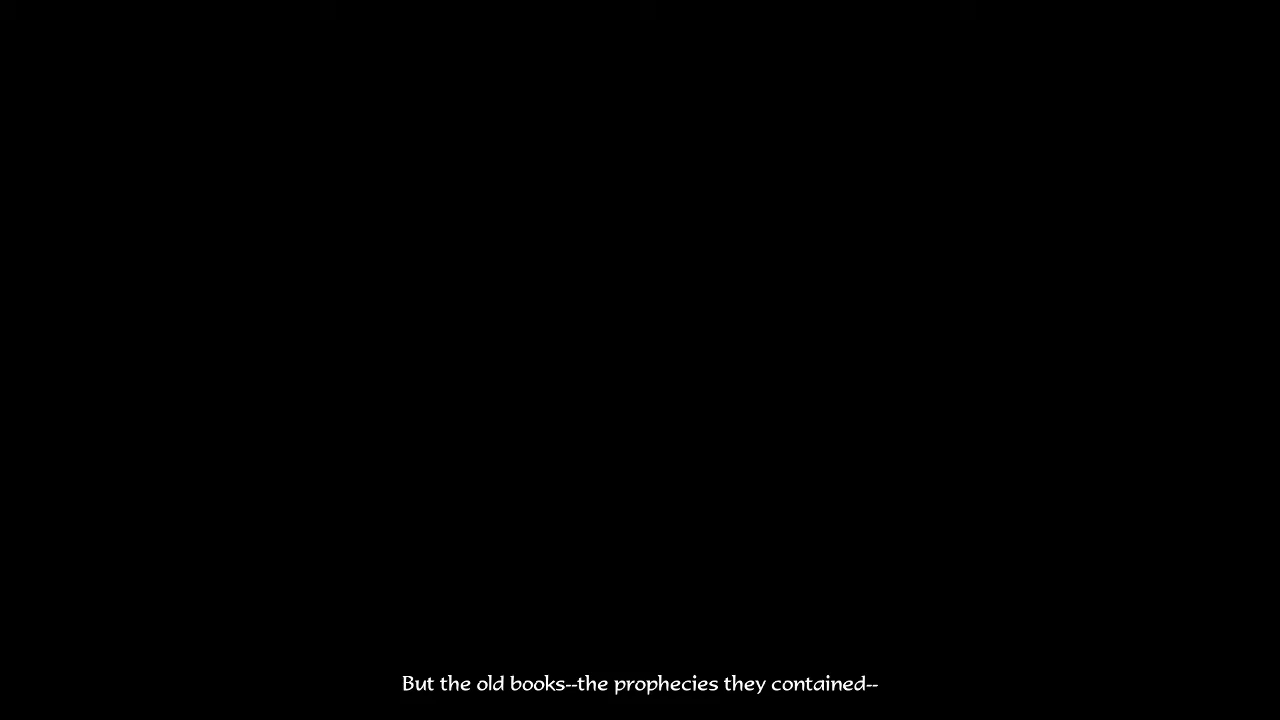 But the old books--the prophecies they contained--